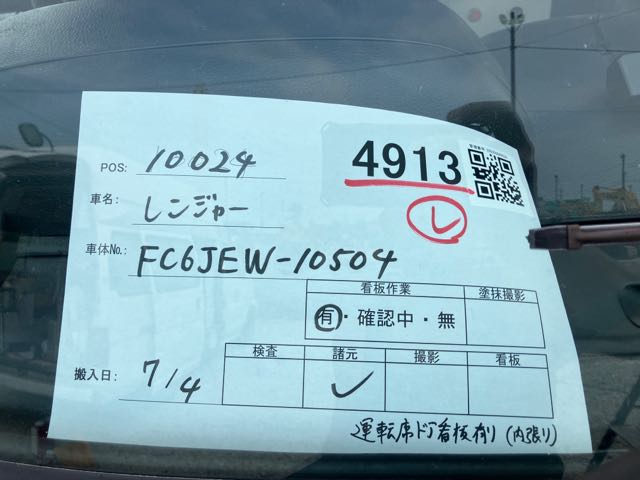 4913
POS: 10024
車名: レンジャー
車体No.: FC6JEW-10504
看板作業 塗抹撮影
有・確認中・無
検査 諸元 撮影 看板
搬入日: 7/4
運転席ドア看板有り(内張り)